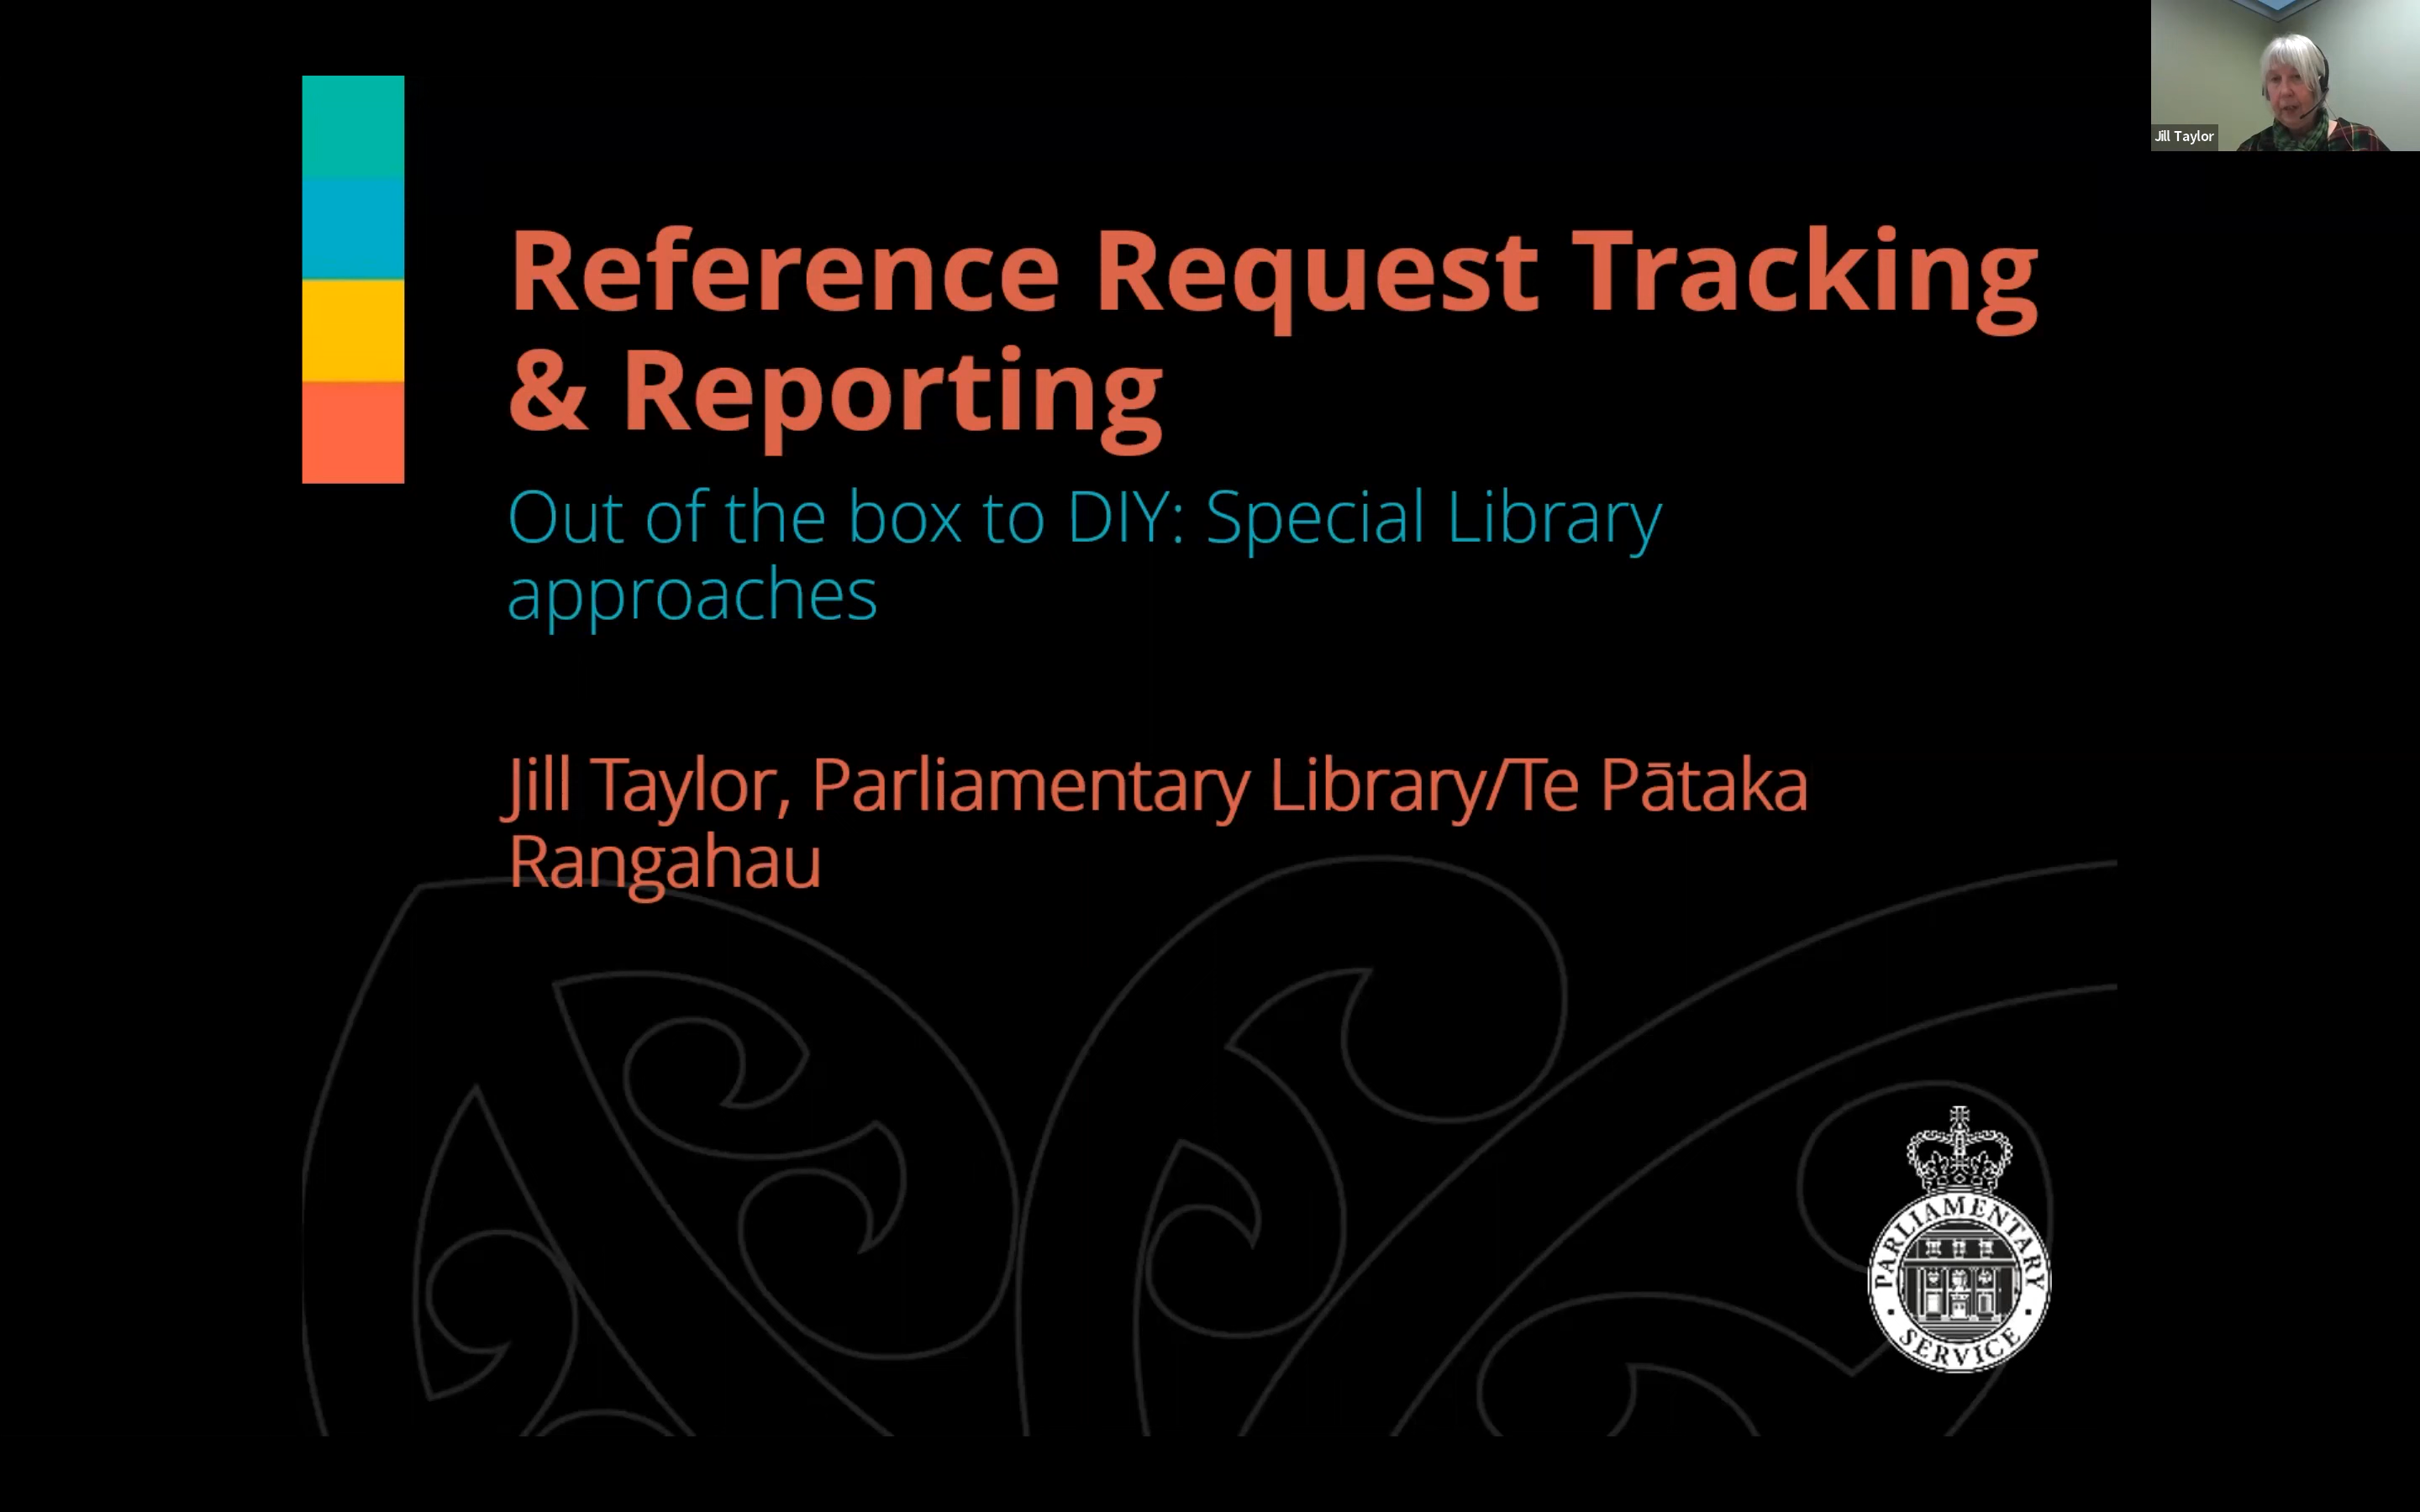 Jill Taylor
Reference Request Tracking
& Reporting
Out of the box to DIY: Special Library
approaches
Jill Taylor, Parliamentary Library/Te Pātaka
Rangahau
PARLIAMENTARY
SERVICE